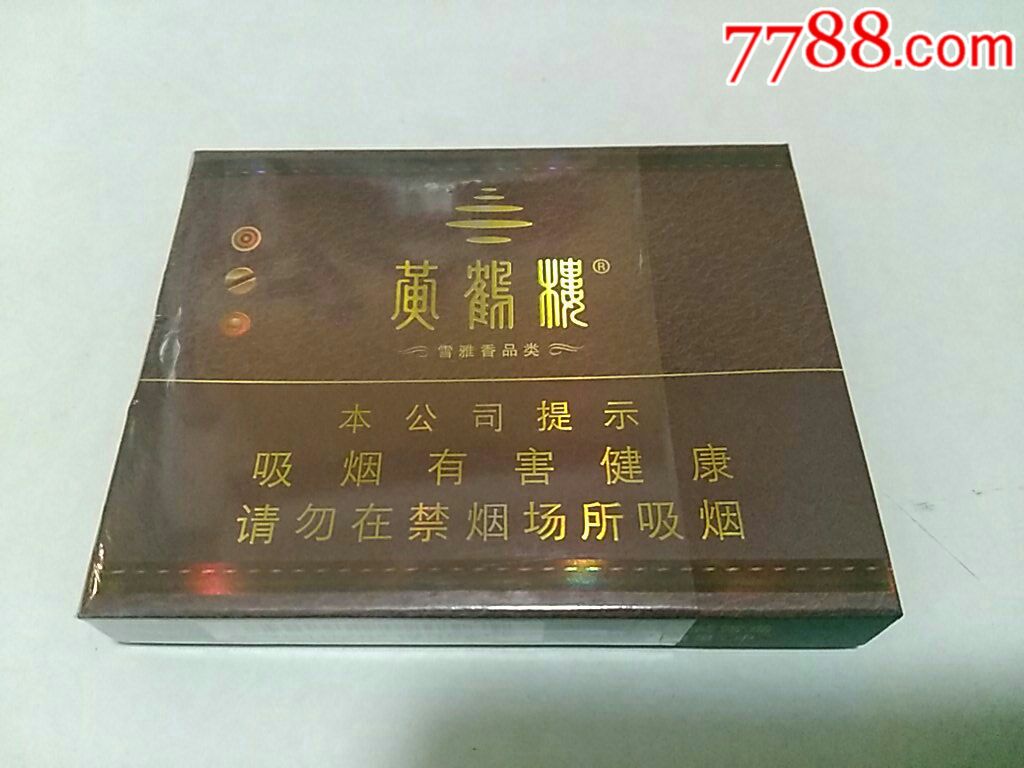 7788.com
黄鹤楼®
雪雅香品类
本公司提示
吸烟有害健康
请勿在禁烟场所吸烟